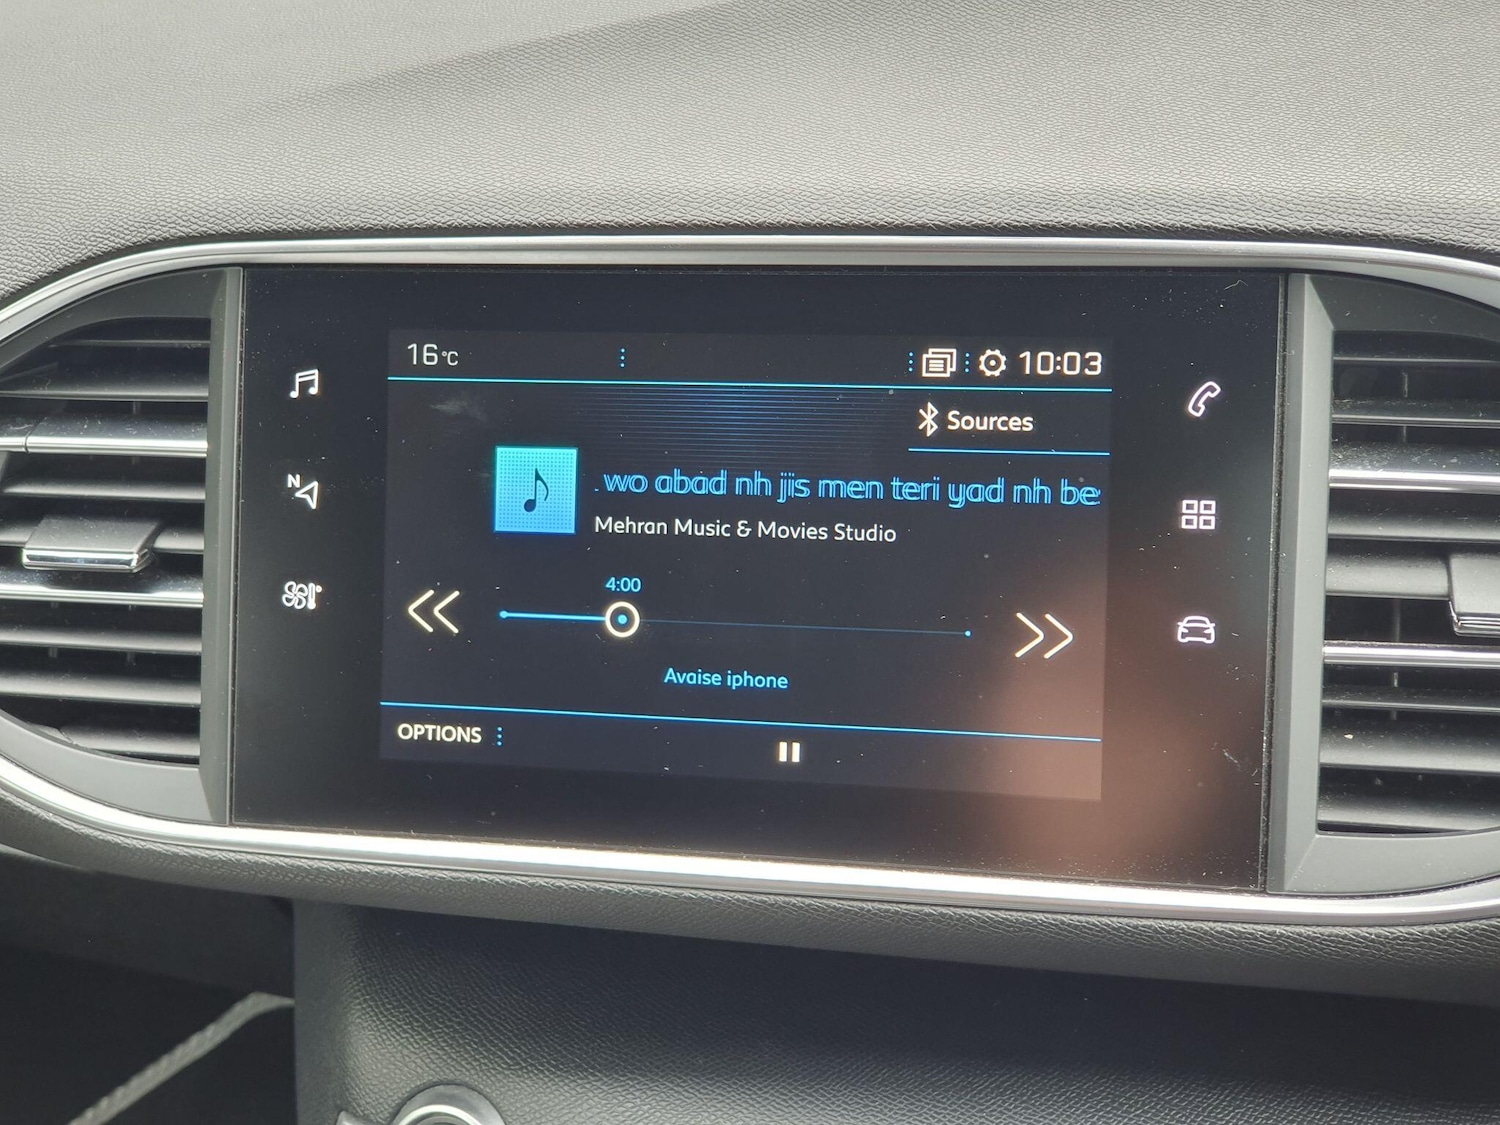 16°C
10:03
Sources
wo abad nh jis men teri yad nh be
Mehran Music & Movies Studio
4:00
Avaise iphone
OPTIONS
N